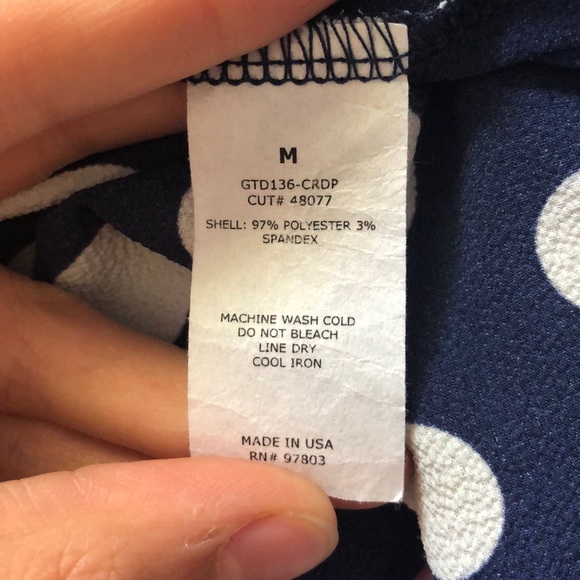 M
GTD136-CRDP
CUT# 48077
SHELL: 97% POLYESTER 3%
SPANDEX
MACHINE WASH COLD
DO NOT BLEACH
LINE DRY
COOL IRON
MADE IN USA
RN# 97803